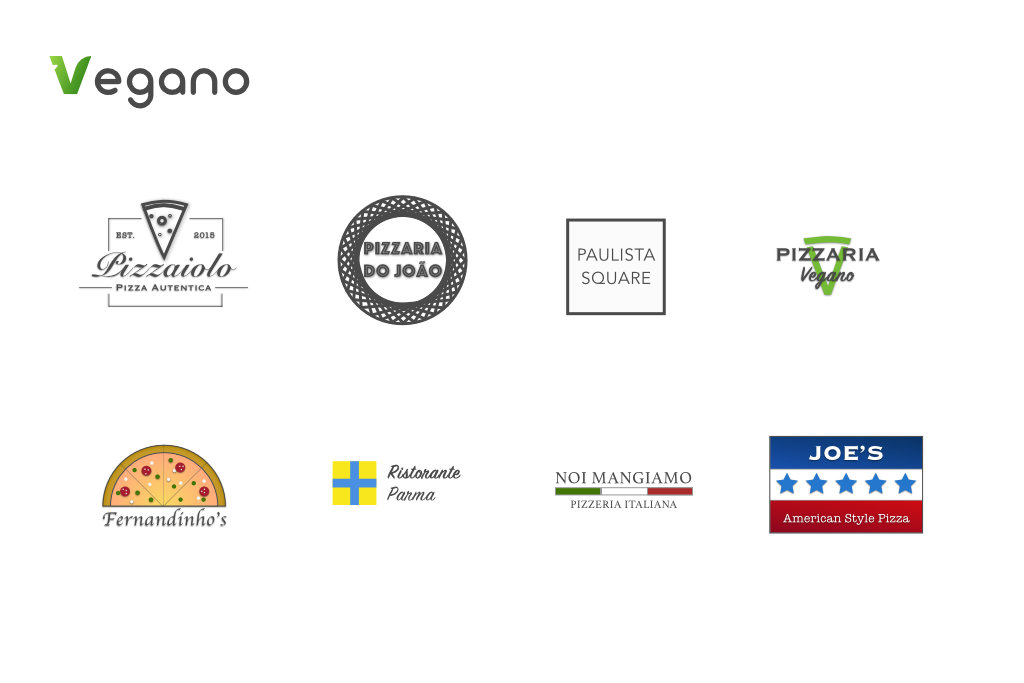 Vegano
EST. 2015
Pizzaiolo
PIZZA AUTENTICA
PIZZARIA
DO JOÃO
PAULISTA
SQUARE
PIZZARIA
Vegano
Fernandinho's
Ristorante
Parma
NOI MANGIAMO
PIZZERIA ITALIANA
JOE'S
American Style Pizza